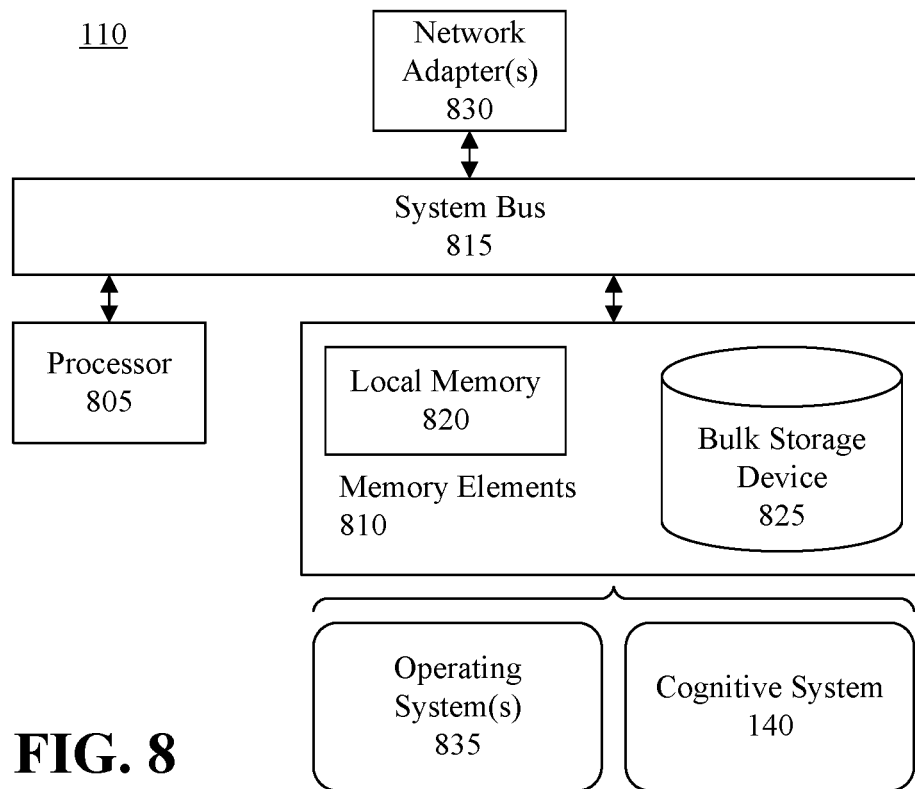 110
Network
Adapter(s)
830
System Bus
815
Processor
805
Local Memory
820
Memory Elements
810
Bulk Storage
Device
825
Operating
System(s)
835
Cognitive System
140
FIG. 8